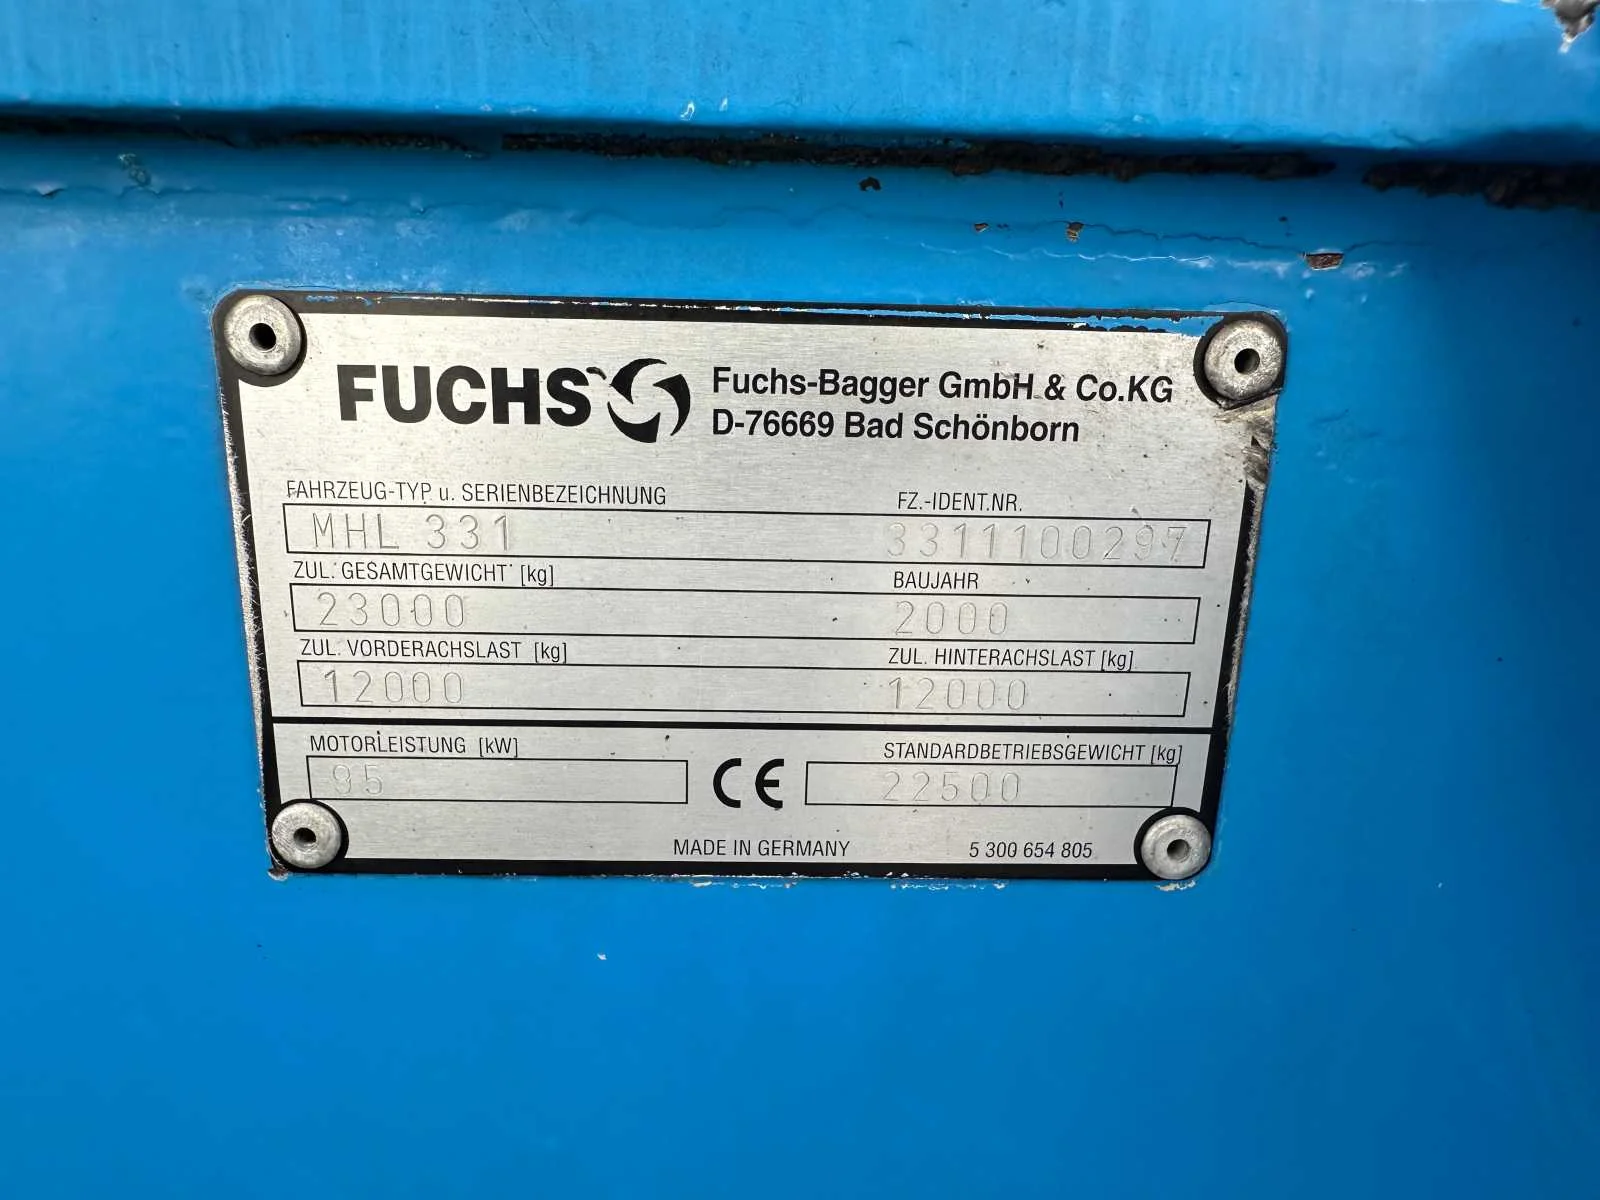 FUCHS Fuchs-Bagger GmbH & Co.KG
D-76669 Bad Schönborn
FAHRZEUG-TYP u. SERIENBEZEICHNUNG FZ.-IDENT.NR.
MHL 331 3311100297
ZUL. GESAMTGEWICHT [kg] BAUJAHR
23000 2000
ZUL. VORDERACHSLAST [kg] ZUL. HINTERACHSLAST [kg]
12000 12000
MOTORLEISTUNG [kW] STANDARDBETRIEBSGEWICHT [kg]
95 CE 22500
MADE IN GERMANY 5 300 654 805